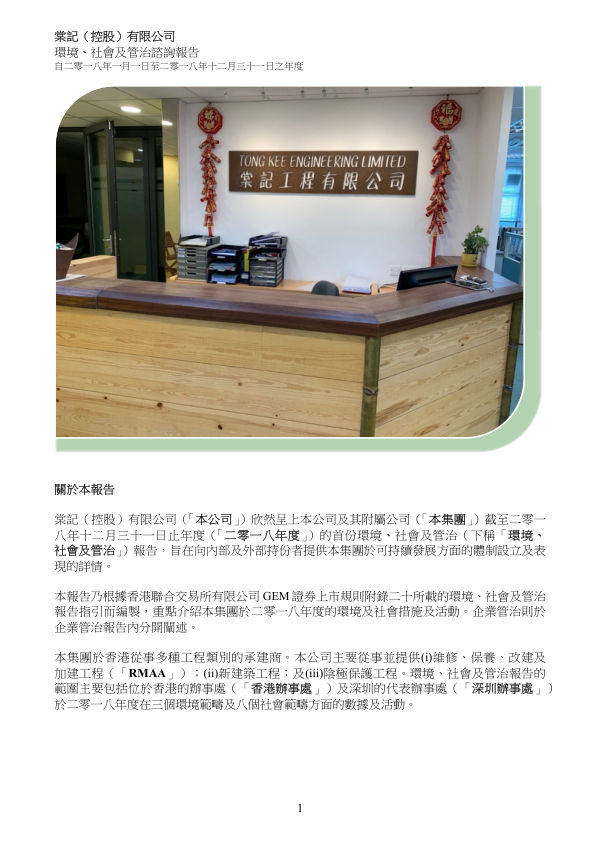 棠記（控股）有限公司
環境、社會及管治諮詢報告
自二零一八年一月一日至二零一八年十二月三十一日之年度
福
福
TONG KEE ENGINEERING LIMITED
棠記工程有限公司
關於本報告
棠記（控股）有限公司（「本公司」）欣然呈上本公司及其附屬公司（「本集團」）截至二零一
八年十二月三十一日止年度（「二零一八年度」）的首份環境、社會及管治（下稱「環境、
社會及管治」）報告，旨在向內部及外部持份者提供本集團於可持續發展方面的體制設立及表
現的詳情。
本報告乃根據香港聯合交易所有限公司 GEM 證券上市規則附錄二十所載的環境、社會及管治
報告指引而編製，重點介紹本集團於二零一八年度的環境及社會措施及活動。企業管治則於
企業管治報告內分開闡述。
本集團於香港從事多種工程類別的承建商。本公司主要從事並提供(i)維修、保養、改建及
加建工程（「RMAA」）；(ii)新建築工程；及(iii)陰極保護工程。環境、社會及管治報告的
範圍主要包括位於香港的辦事處（「香港辦事處」）及深圳的代表辦事處（「深圳辦事處」）
於二零一八年度在三個環境範疇及八個社會範疇方面的數據及活動。
1